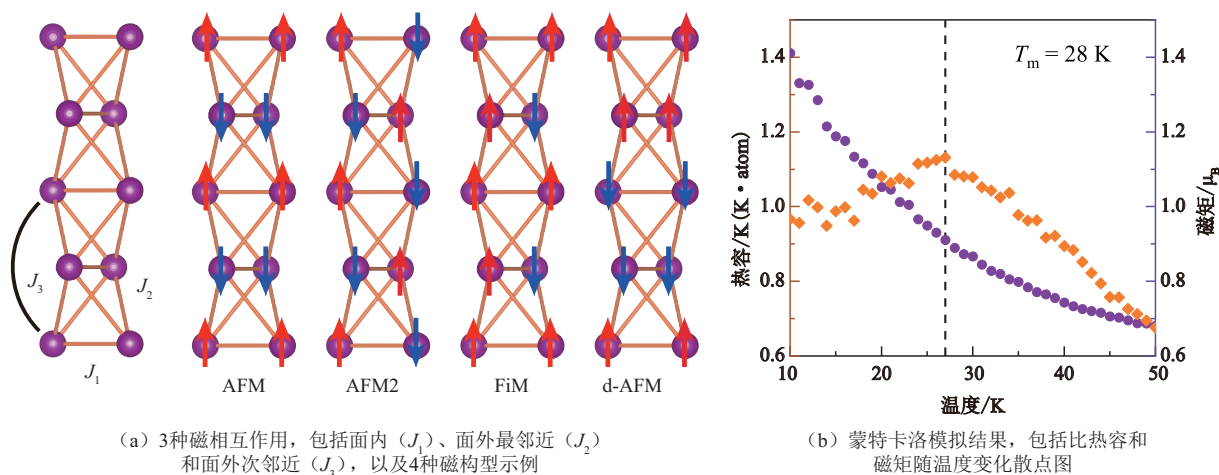 J3
J2
J1
AFM
AFM2
FiM
d-AFM
(a) 3种磁相互作用，包括面内（J1）、面外最邻近（J2）
和面外次邻近（J3），以及4种磁构型示例
Tm = 28 K
热容/K(K・atom)
1.4
1.2
1.0
0.8
0.6
磁矩/μB
1.4
1.2
1.0
0.8
0.6
10
20
30
40
50
温度/K
（b）蒙特卡洛模拟结果，包括比热容和
磁矩随温度变化散点图